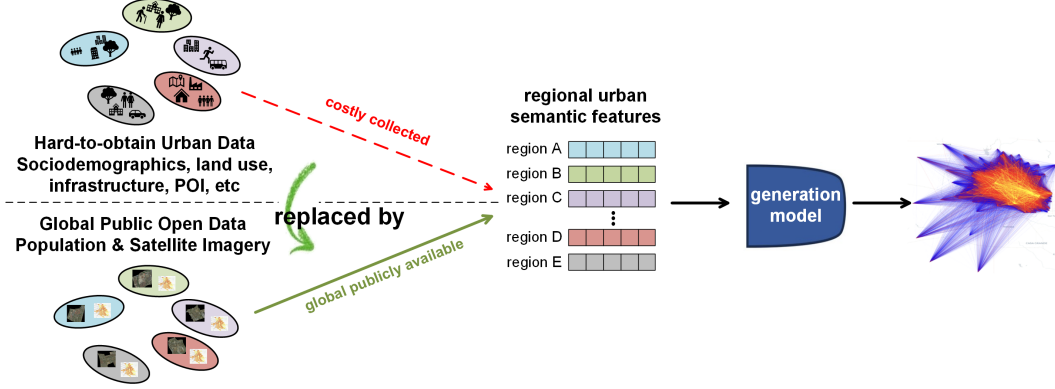 costly collected
Hard-to-obtain Urban Data
Sociodemographics, land use,
infrastructure, POI, etc
replaced by
Global Public Open Data
Population & Satellite Imagery
global publicly available
regional urban
semantic features
region A
region B
region C
region D
region E
generation
model